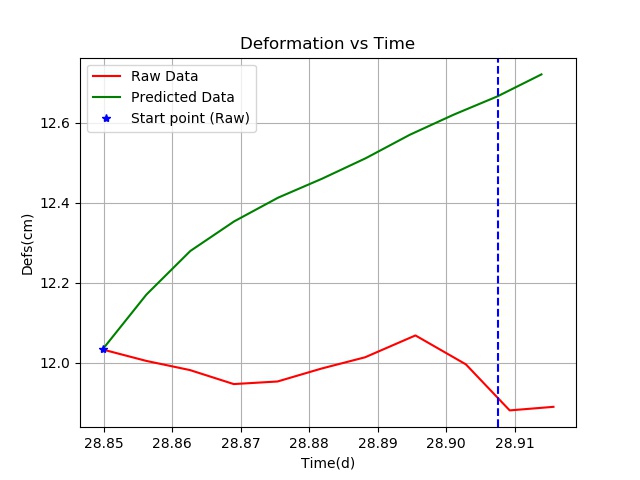 Deformation vs Time
Raw Data
Predicted Data
Start point (Raw)
Defs(cm)
12.6
12.4
12.2
12.0
28.85 28.86 28.87 28.88 28.89 28.90 28.91
Time(d)